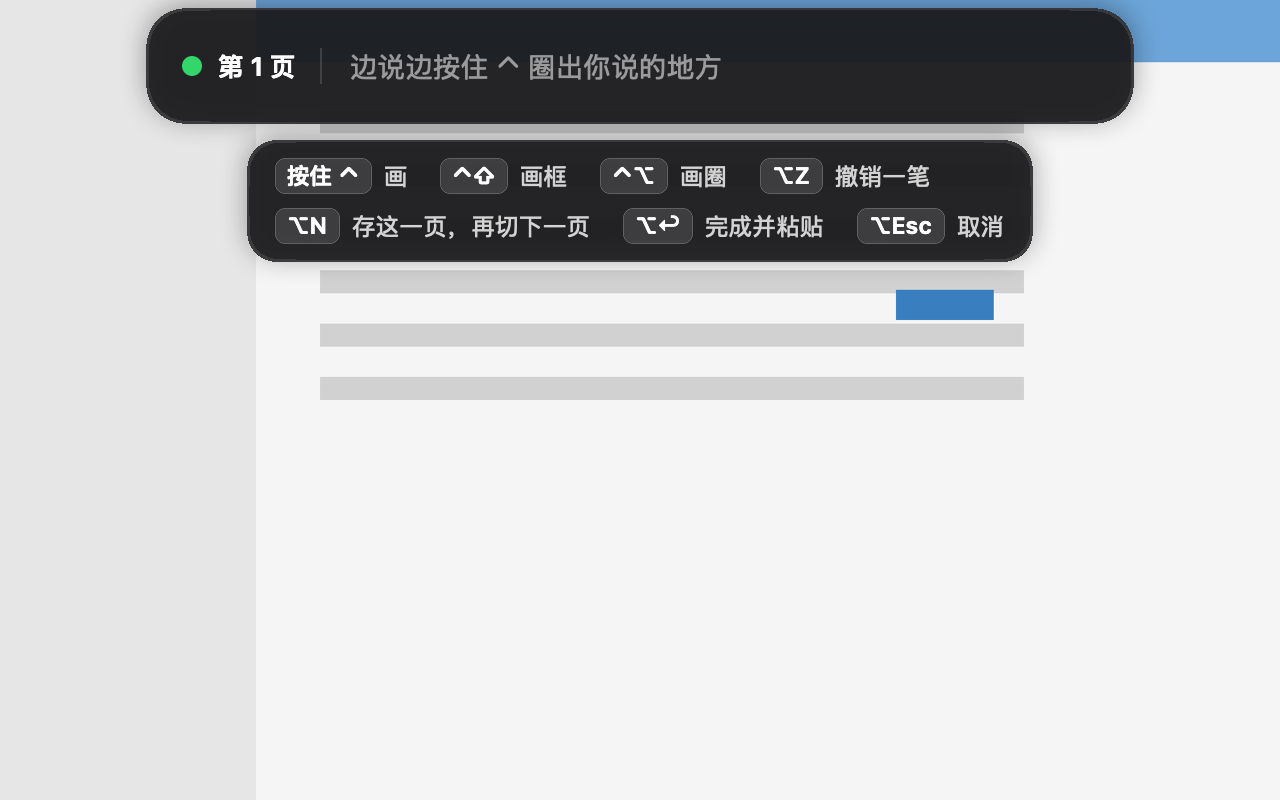 第 1 页 边说边按住 ^ 圈出你说的地方
按住 ^ 画 ^⇧ 画框 ^⌥ 画圈 ⌥Z 撤销一笔
⌥N 存这一页，再切下一页 ⌥↩ 完成并粘贴 ⌥Esc 取消